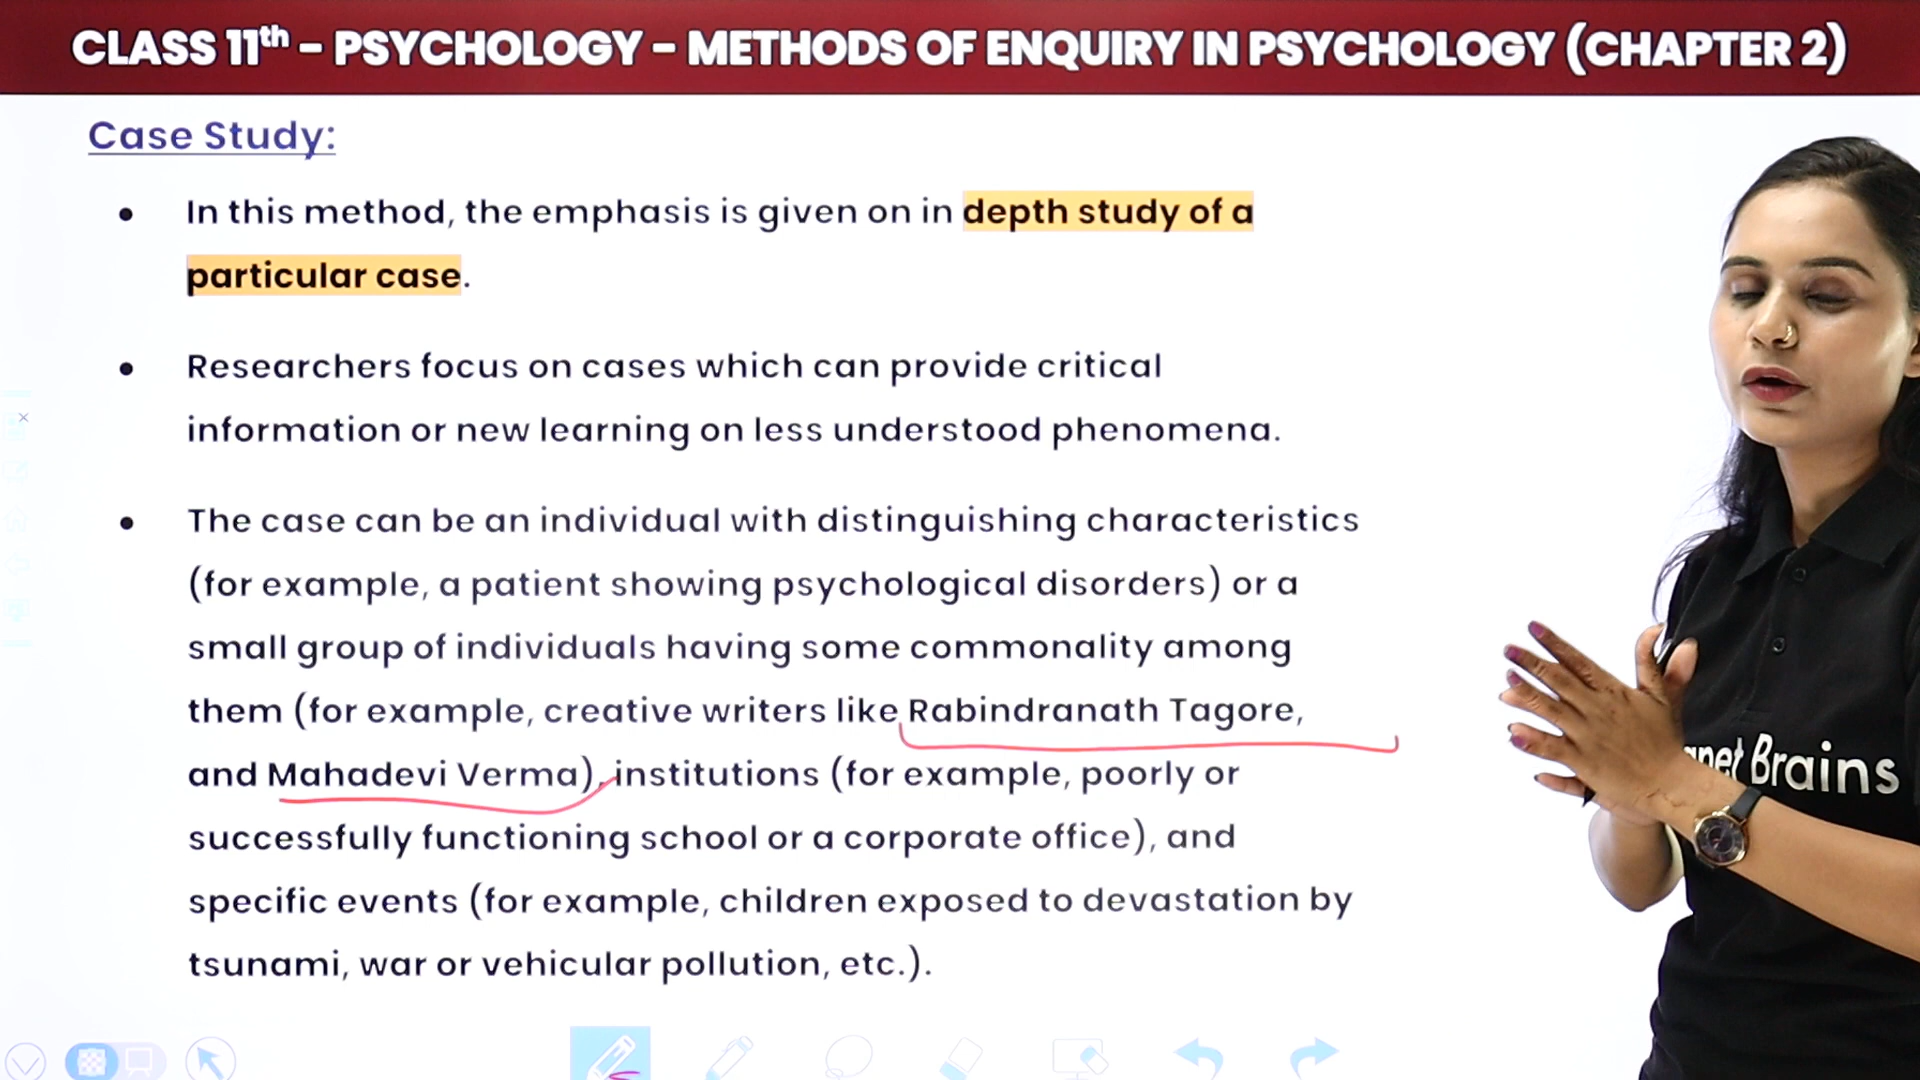 CLASS 11th – PSYCHOLOGY – METHODS OF ENQUIRY IN PSYCHOLOGY (CHAPTER 2)
Case Study:
• In this method, the emphasis is given on in depth study of a
particular case.
• Researchers focus on cases which can provide critical
information or new learning on less understood phenomena.
• The case can be an individual with distinguishing characteristics
(for example, a patient showing psychological disorders) or a
small group of individuals having some commonality among
them (for example, creative writers like Rabindranath Tagore,
and Mahadevi Verma), institutions (for example, poorly or
successfully functioning school or a corporate office), and
specific events (for example, children exposed to devastation by
tsunami, war or vehicular pollution, etc.).
Brains